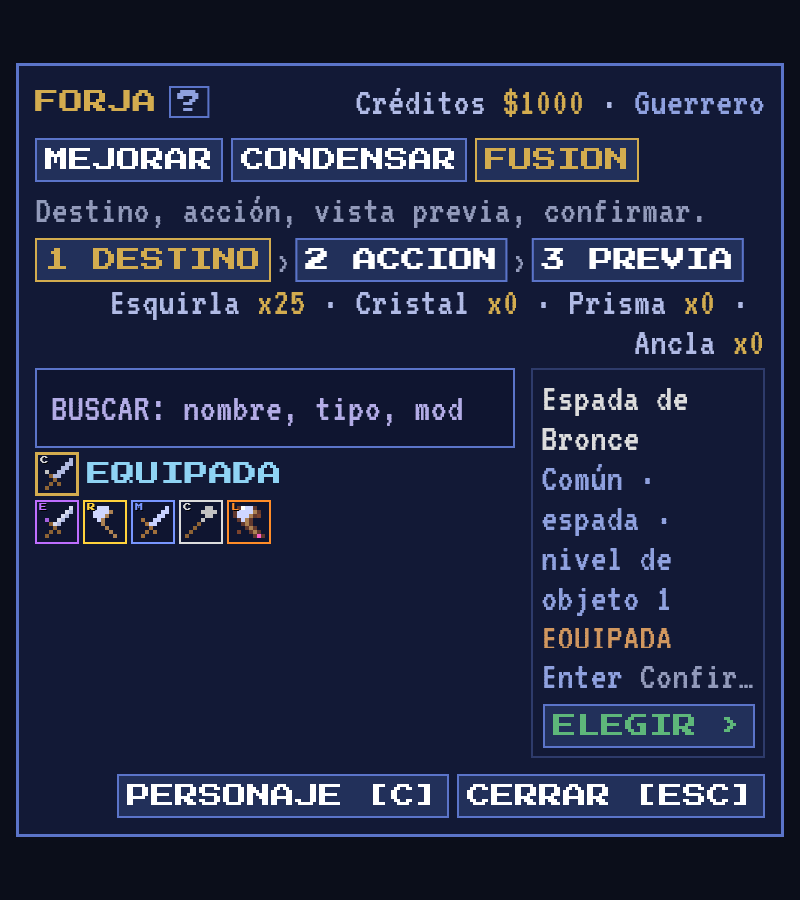 FORJA ? Créditos $1000 · Guerrero
MEJORAR CONDENSAR FUSION
Destino, acción, vista previa, confirmar.
1 DESTINO › 2 ACCION › 3 PREVIA
Esquirla x25 · Cristal x0 · Prisma x0 ·
Ancla x0
BUSCAR: nombre, tipo, mod
C EQUIPADA
E R M C L
Espada de
Bronce
Común ·
espada ·
nivel de
objeto 1
EQUIPADA
Enter Confir…
ELEGIR >
PERSONAJE [C] CERRAR [ESC]